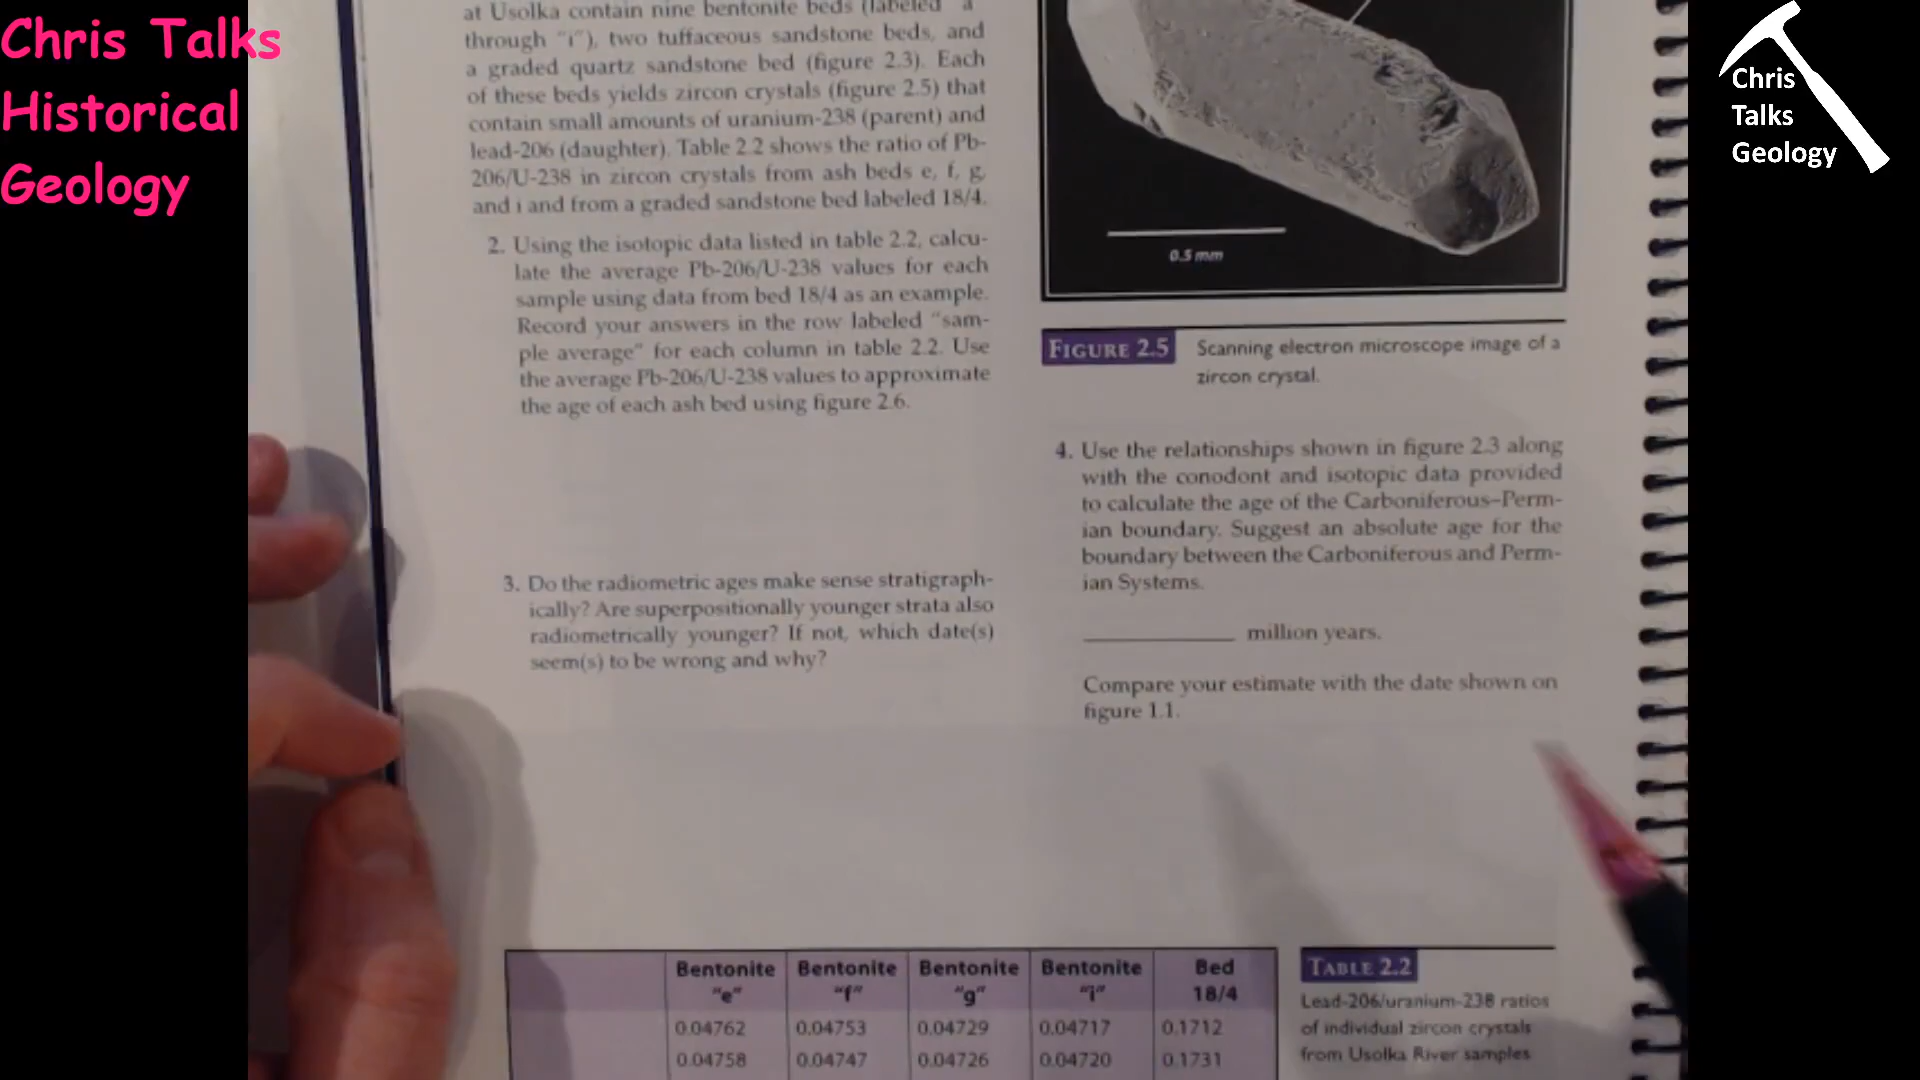 Chris Talks
Historical
Geology
Chris
Talks
Geology
at Usolka contain nine bentonite beds (labeled "a"
through "i"), two tuffaceous sandstone beds, and
a graded quartz sandstone bed (figure 2.3). Each
of these beds yields zircon crystals (figure 2.5) that
contain small amounts of uranium-238 (parent) and
lead-206 (daughter). Table 2.2 shows the ratio of Pb-
206/U-238 in zircon crystals from ash beds e, f, g,
and i and from a graded sandstone bed labeled 18/4.
2. Using the isotopic data listed in table 2.2, calcu-
late the average Pb-206/U-238 values for each
sample using data from bed 18/4 as an example.
Record your answers in the row labeled "sam-
ple average" for each column in table 2.2. Use
the average Pb-206/U-238 values to approximate
the age of each ash bed using figure 2.6.
3. Do the radiometric ages make sense stratigraph-
ically? Are superpositionally younger strata also
radiometrically younger? If not, which date(s)
seem(s) to be wrong and why?
0.5 mm
FIGURE 2.5 Scanning electron microscope image of a
zircon crystal.
4. Use the relationships shown in figure 2.3 along
with the conodont and isotopic data provided
to calculate the age of the Carboniferous–Perm-
ian boundary. Suggest an absolute age for the
boundary between the Carboniferous and Perm-
ian Systems.
____________ million years.
Compare your estimate with the date shown on
figure 1.1.
Bentonite "e" Bentonite "f" Bentonite "g" Bentonite "i" Bed 18/4
0.04762 0.04753 0.04729 0.04717 0.1712
0.04758 0.04747 0.04726 0.04720 0.1731
TABLE 2.2
Lead-206/uranium-238 ratios
of individual zircon crystals
from Usolka River samples